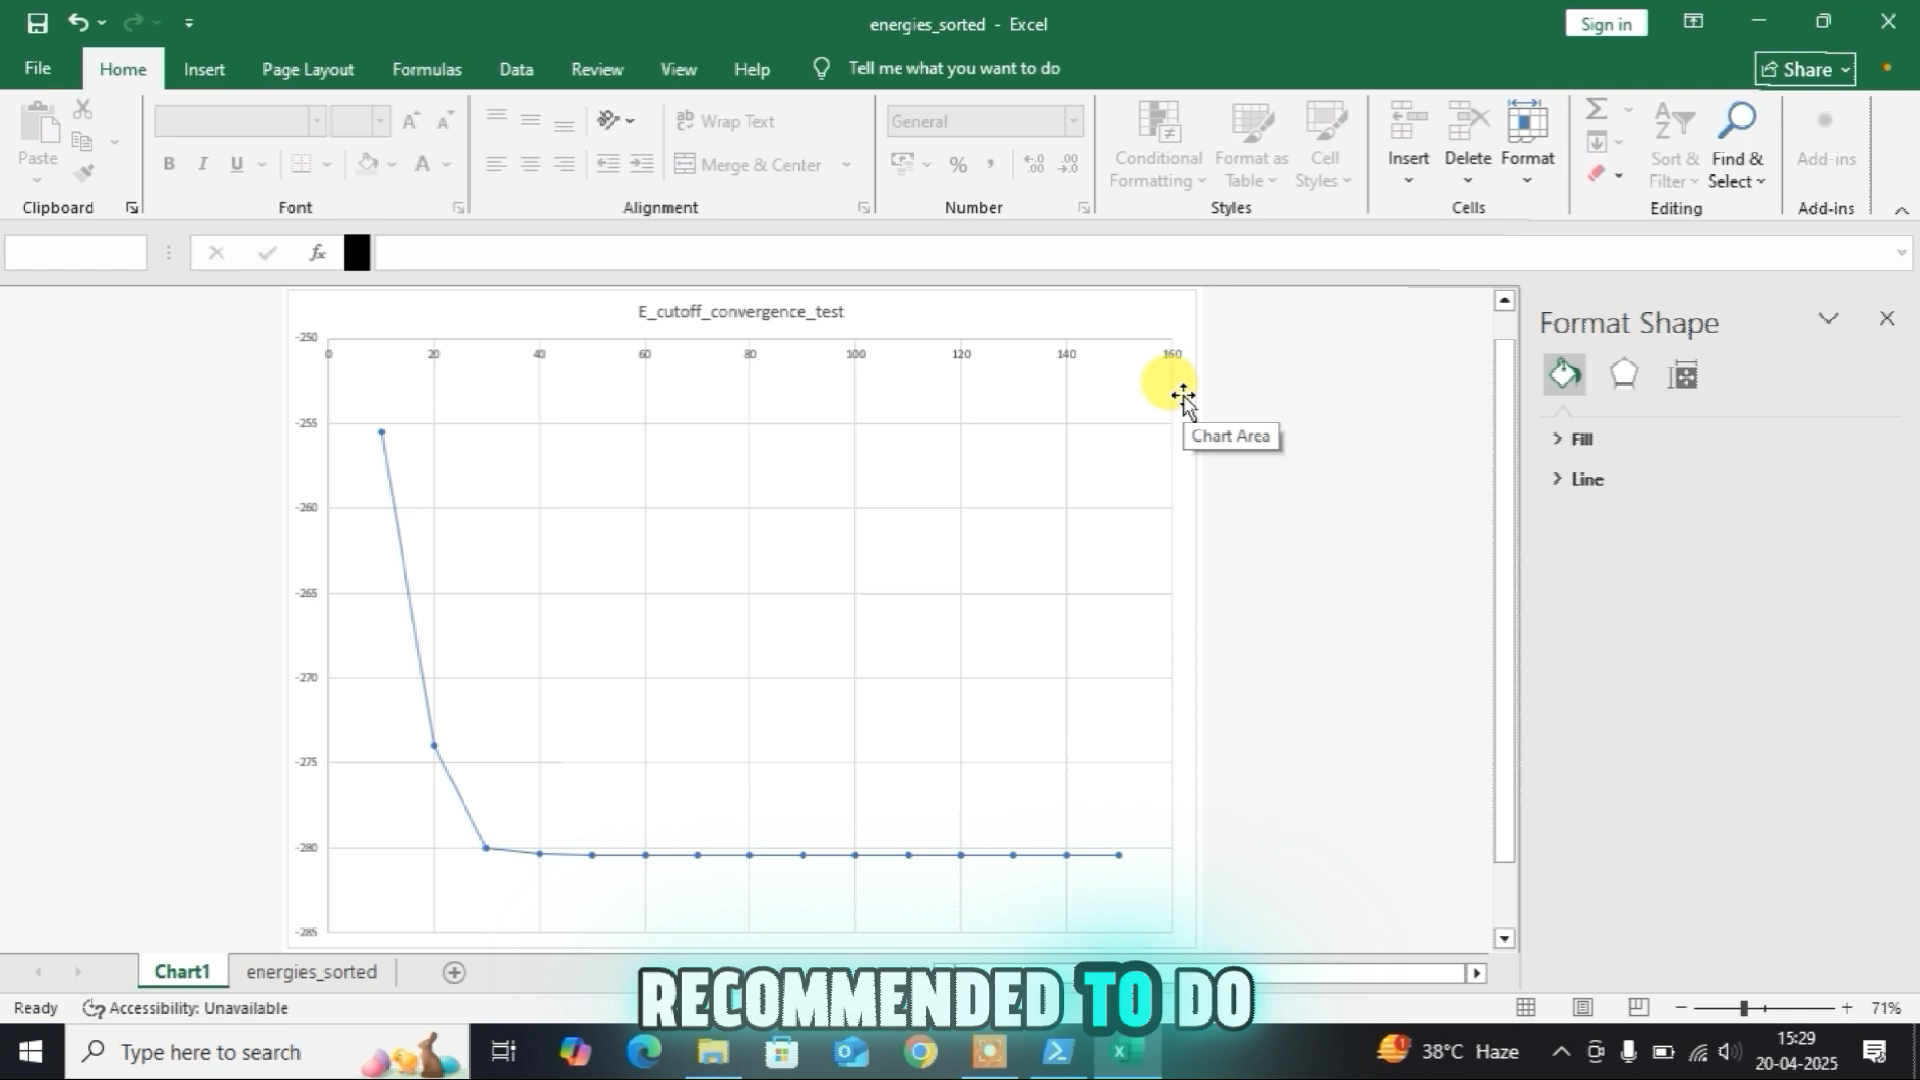 energies_sorted - Excel
Sign in
File Home Insert Page Layout Formulas Data Review View Help Tell me what you want to do Share
Paste
Wrap Text
Merge & Center
General
Conditional Formatting
Format as Table
Cell Styles
Insert
Delete
Format
Sort & Filter
Find & Select
Add-ins
Clipboard Font Alignment Number Styles Cells Editing Add-ins
fx
E_cutoff_convergence_test
-250
0 20 40 60 80 100 120 140 160
-255
-260
-265
-270
-275
-280
-285
Chart Area
Format Shape
Fill
Line
Chart1 energies_sorted
RECOMMENDED TO DO
Ready Accessibility: Unavailable 71%
Type here to search
38°C Haze
15:29
20-04-2025